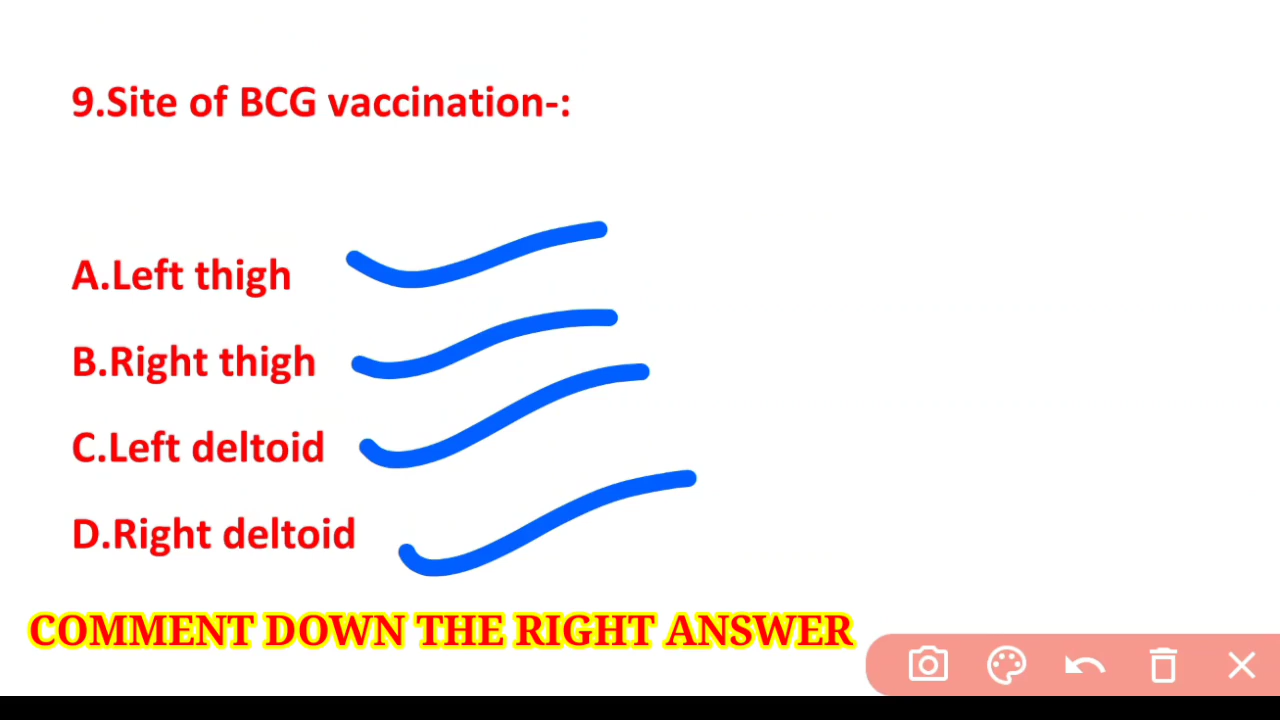 9.Site of BCG vaccination-:
A.Left thigh
B.Right thigh
C.Left deltoid
D.Right deltoid
COMMENT DOWN THE RIGHT ANSWER